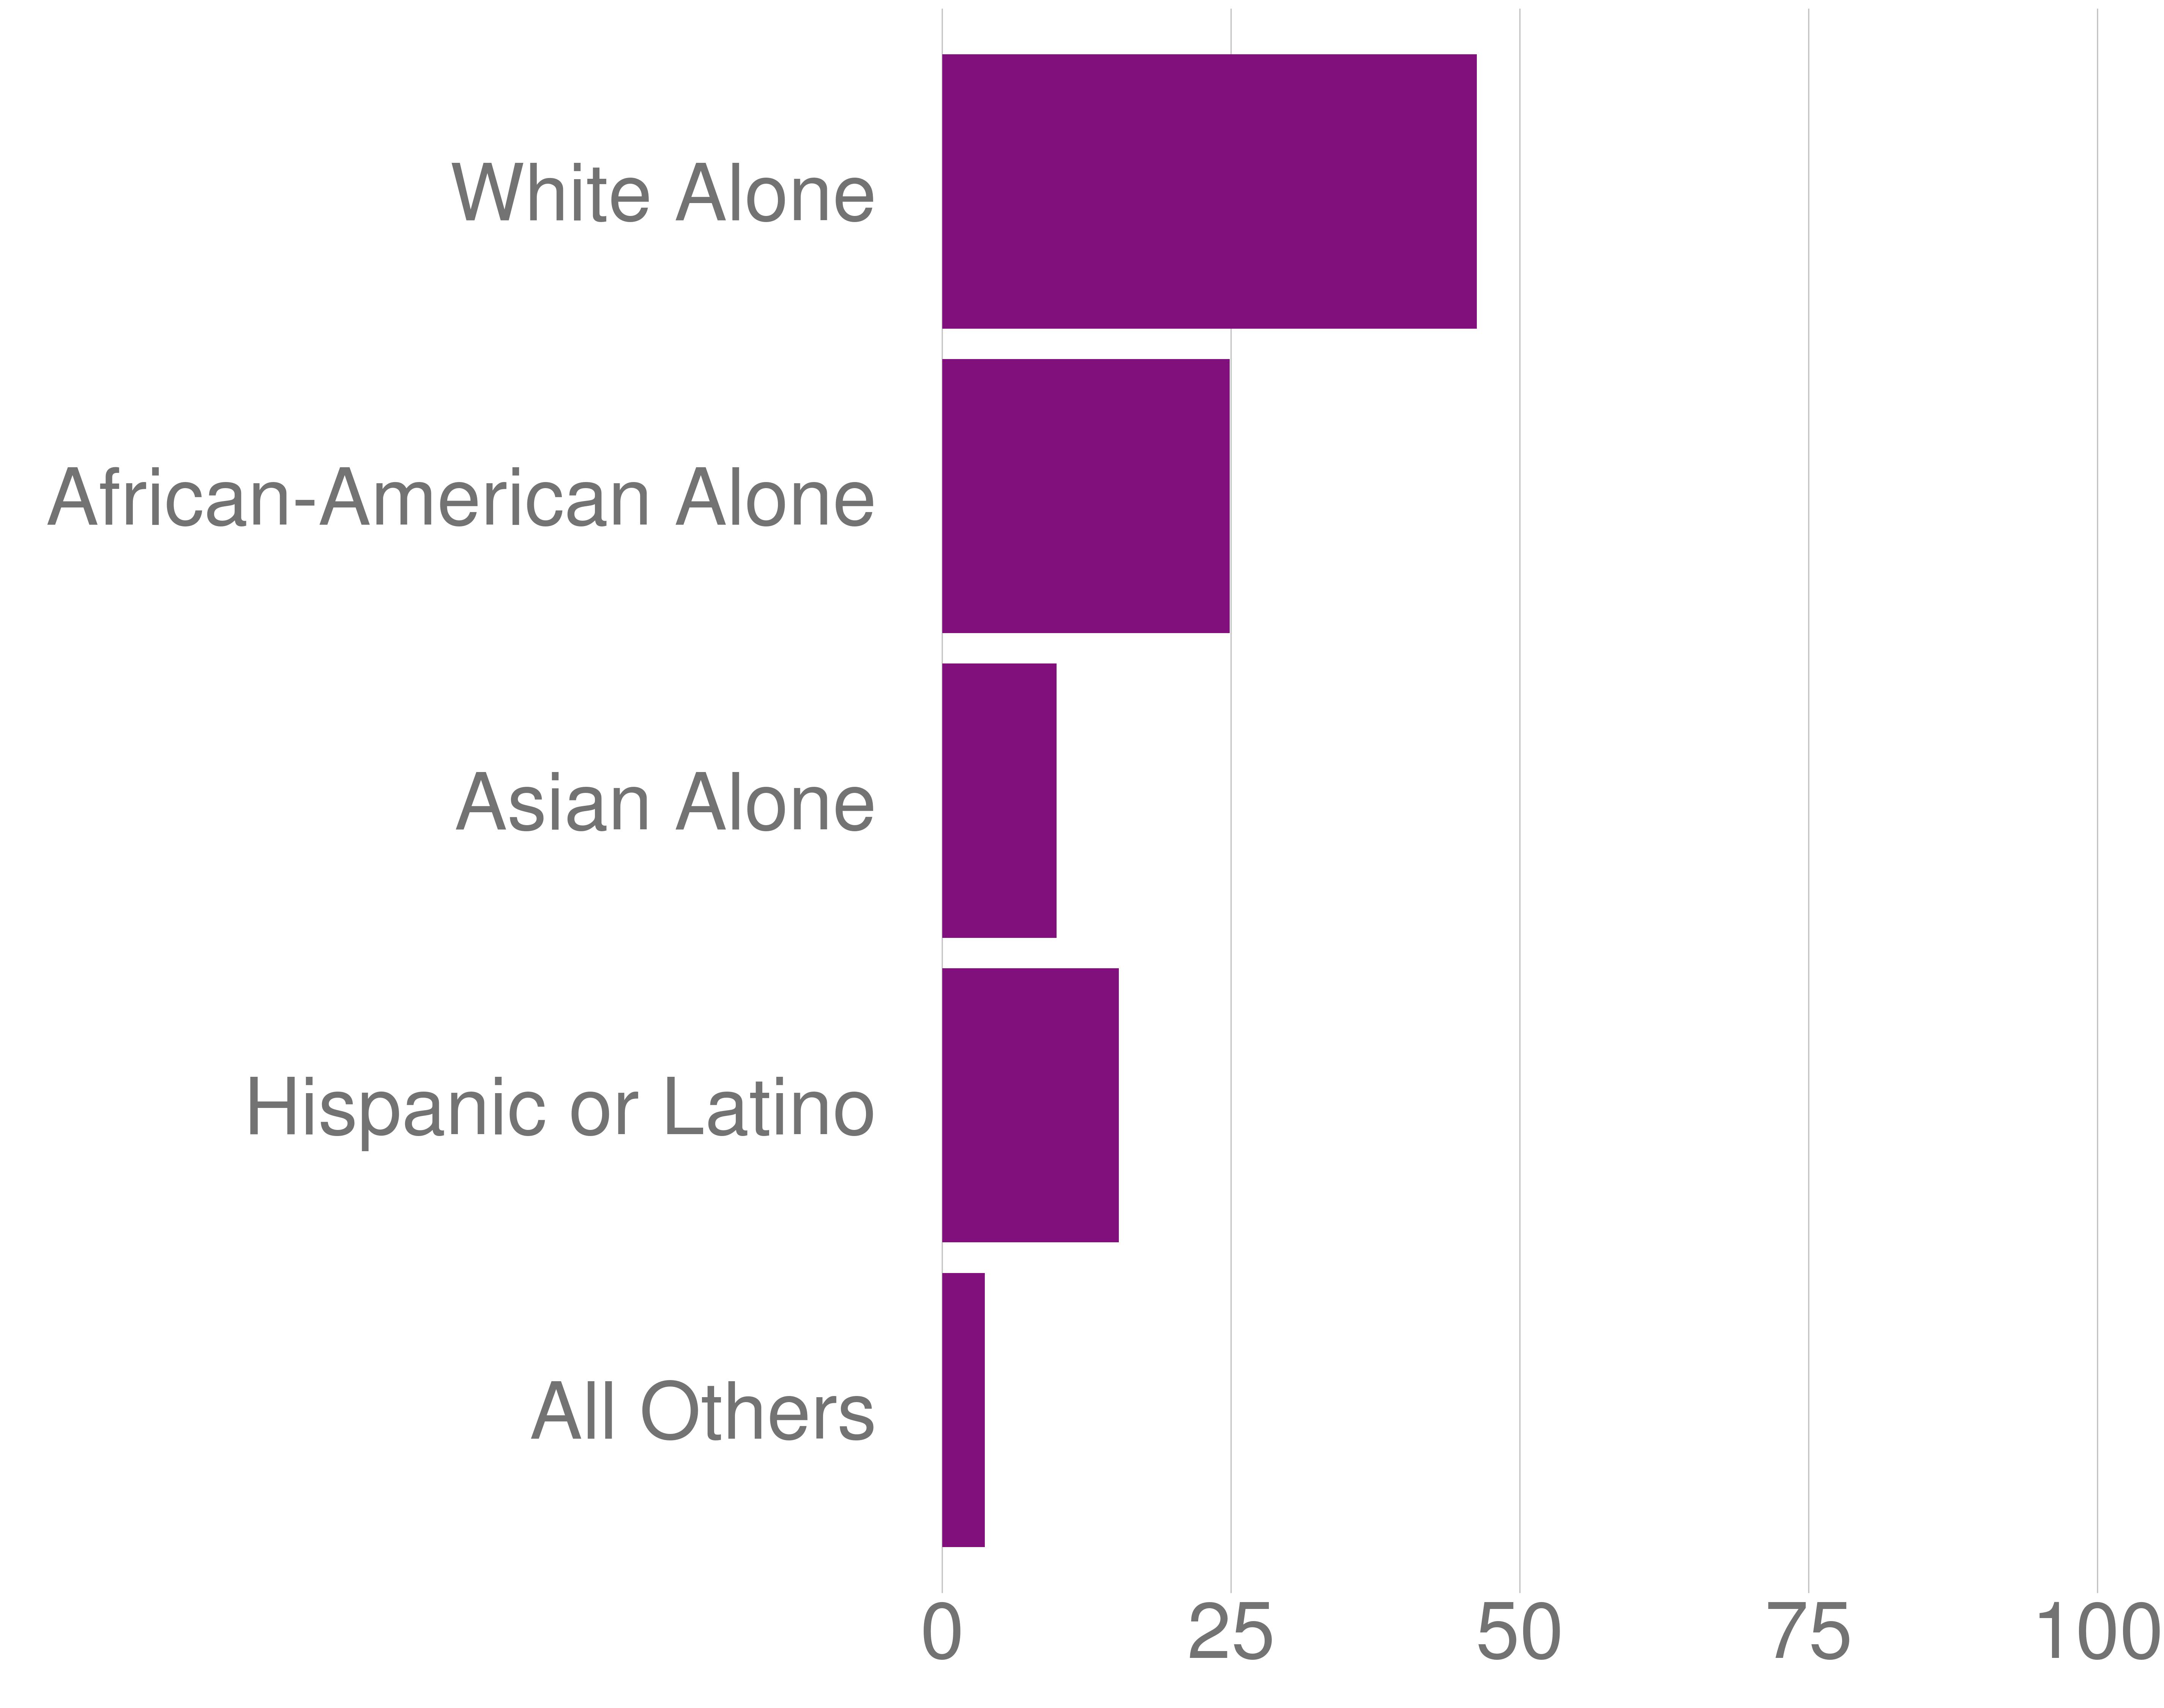 White Alone
African-American Alone
Asian Alone
Hispanic or Latino
All Others
0 25 50 75 100